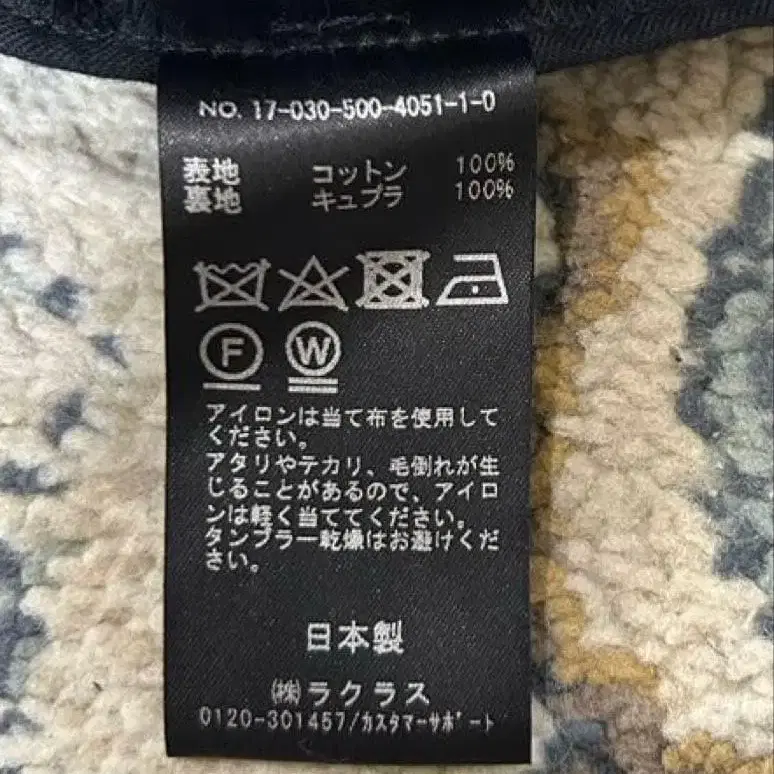 NO. 17-030-500-4051-1-0
表地 コットン 100%
裏地 キュプラ 100%
F W
アイロンは当て布を使用して
ください。
アタリやテカリ、毛倒れが生
じることがあるので、アイロ
ンは軽く当ててください。
タンブラー乾燥はお避けくだ
さい。
日本製
㈱ラクラス
0120-301457/カスタマーサポート